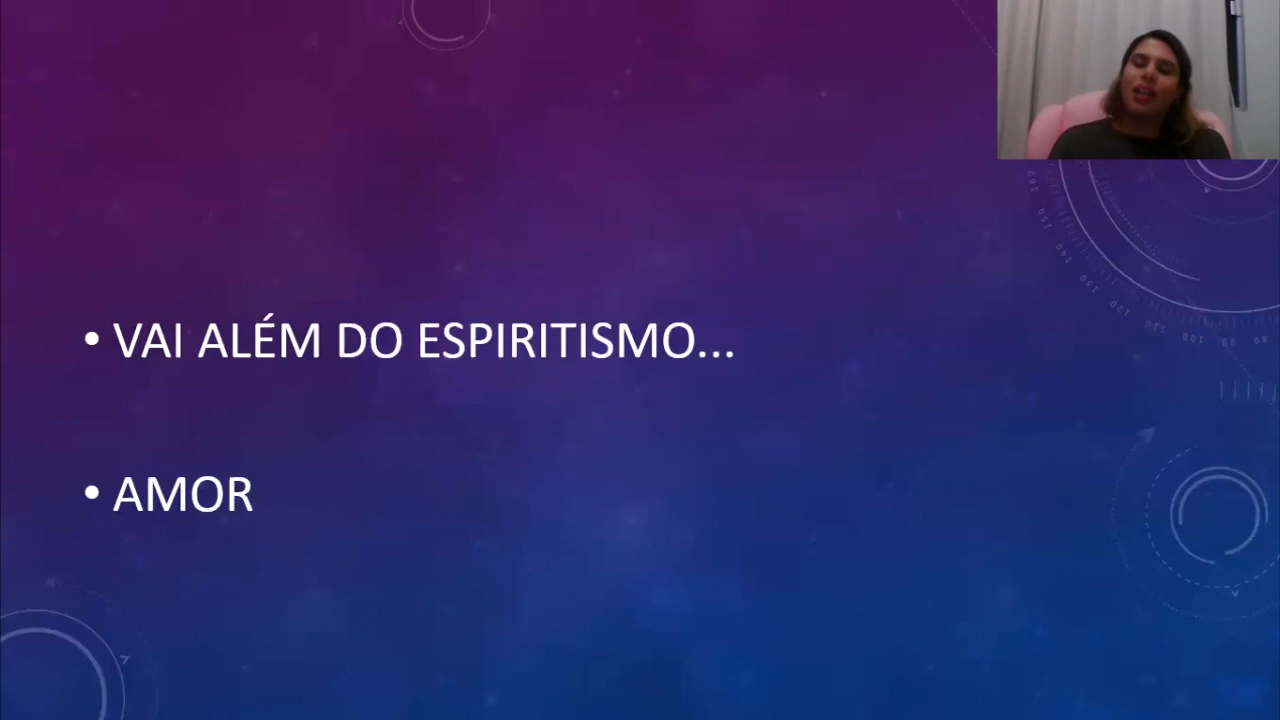 • VAI ALÉM DO ESPIRITISMO...
• AMOR